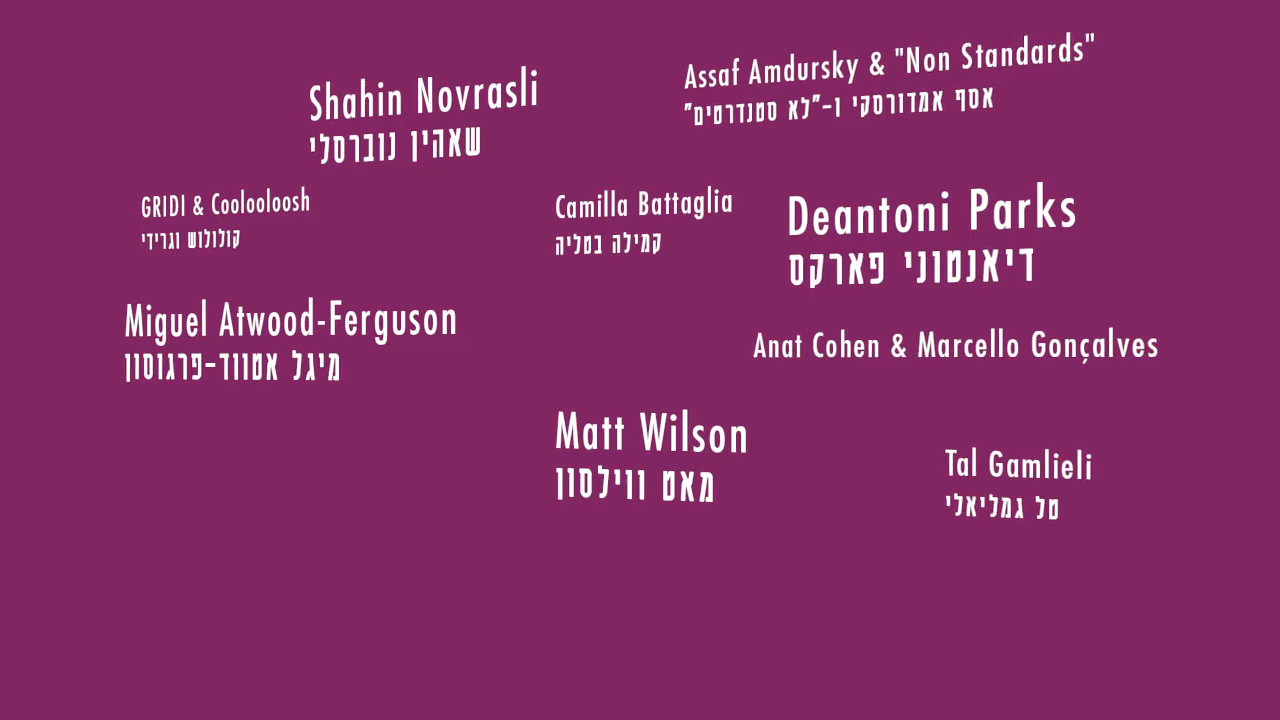 Shahin Novrasli
שאהין נוברסלי
Assaf Amdursky & "Non Standards"
אסף אמדורסקי ו-"לא סטנדרטים"
GRIDI & Coolooloosh
קולולוש וגרידי
Camilla Battaglia
קמילה בטליה
Deantoni Parks
דיאנטוני פארקס
Miguel Atwood-Ferguson
מיגל אטווד-פרגוסון
Anat Cohen & Marcello Gonçalves
Matt Wilson
מאט ווילסון
Tal Gamlieli
טל גמליאלי